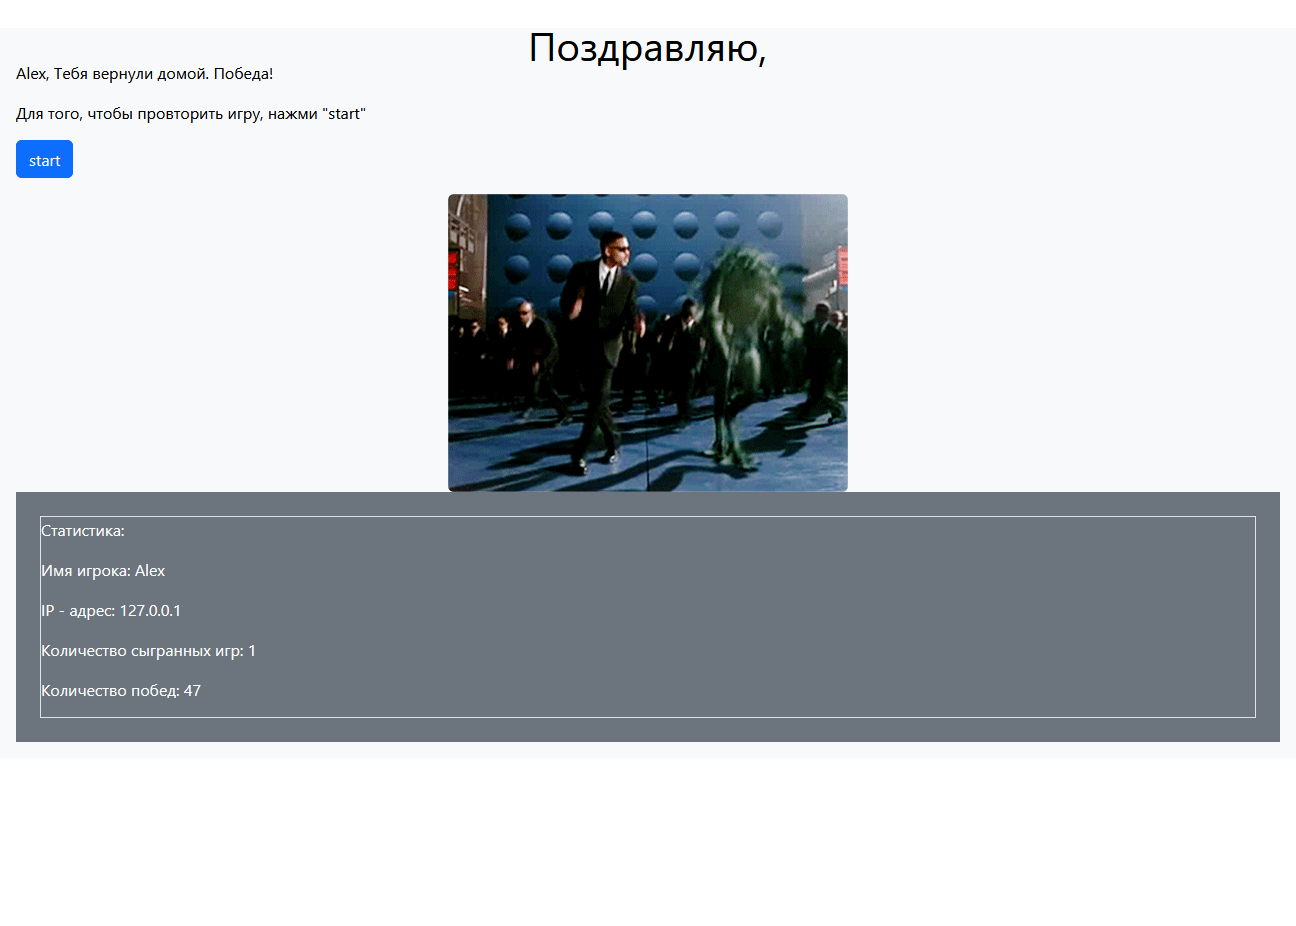 Поздравляю,
Alex, Тебя вернули домой. Победа!
Для того, чтобы провторить игру, нажми "start"
start
Статистика:
Имя игрока: Alex
IP - адрес: 127.0.0.1
Количество сыгранных игр: 1
Количество побед: 47